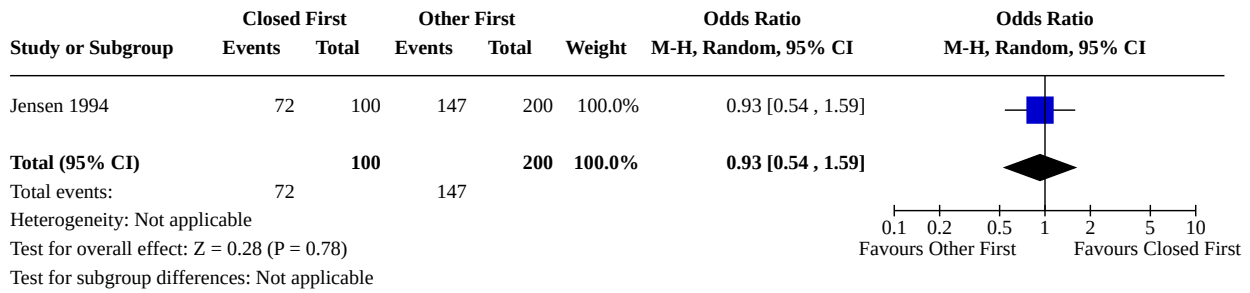 Closed First Other First Odds Ratio Odds Ratio
Study or Subgroup Events Total Events Total Weight M-H, Random, 95% CI M-H, Random, 95% CI
Jensen 1994 72 100 147 200 100.0% 0.93 [0.54 , 1.59]
Total (95% CI) 100 200 100.0% 0.93 [0.54 , 1.59]
Total events: 72 147
Heterogeneity: Not applicable
0.1 0.2 0.5 1 2 5 10
Test for overall effect: Z = 0.28 (P = 0.78) Favours Other First Favours Closed First
Test for subgroup differences: Not applicable